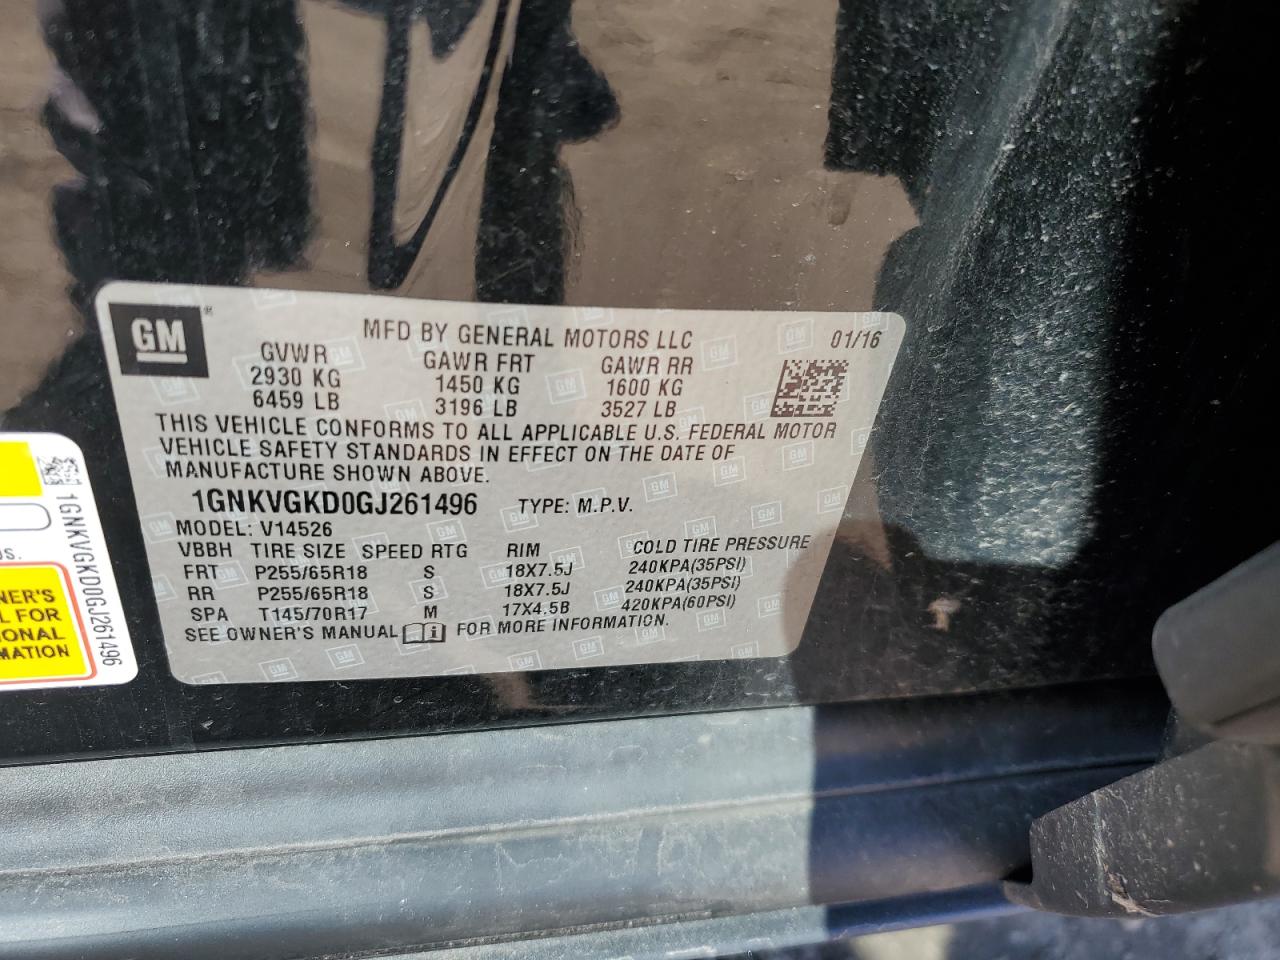 GM
MFD BY GENERAL MOTORS LLC
01/16
GVWR GAWR FRT GAWR RR
2930 KG 1450 KG 1600 KG
6459 LB 3196 LB 3527 LB
THIS VEHICLE CONFORMS TO ALL APPLICABLE U.S. FEDERAL MOTOR
VEHICLE SAFETY STANDARDS IN EFFECT ON THE DATE OF
MANUFACTURE SHOWN ABOVE.
1GNKVGKD0GJ261496 TYPE: M.P.V.
MODEL: V14526
VBBH TIRE SIZE SPEED RTG RIM COLD TIRE PRESSURE
FRT P255/65R18 S 18X7.5J 240KPA(35PSI)
RR P255/65R18 S 18X7.5J 240KPA(35PSI)
SPA T145/70R17 M 17X4.5B 420KPA(60PSI)
SEE OWNER'S MANUAL FOR MORE INFORMATION.
1GNKVGKD0GJ261496
NER'S
L FOR
IONAL
MATION